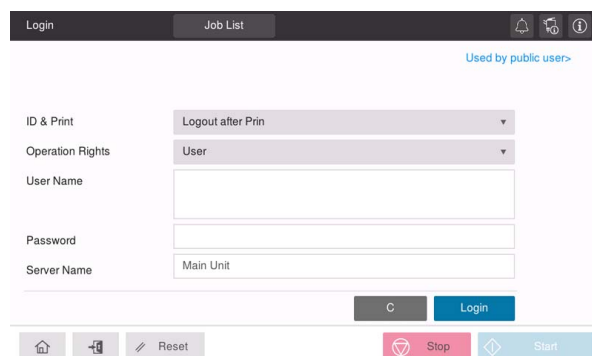 Login Job List
Used by public user>
ID & Print Logout after Prin
Operation Rights User
User Name
Password
Server Name Main Unit
C Login
Reset Stop Start